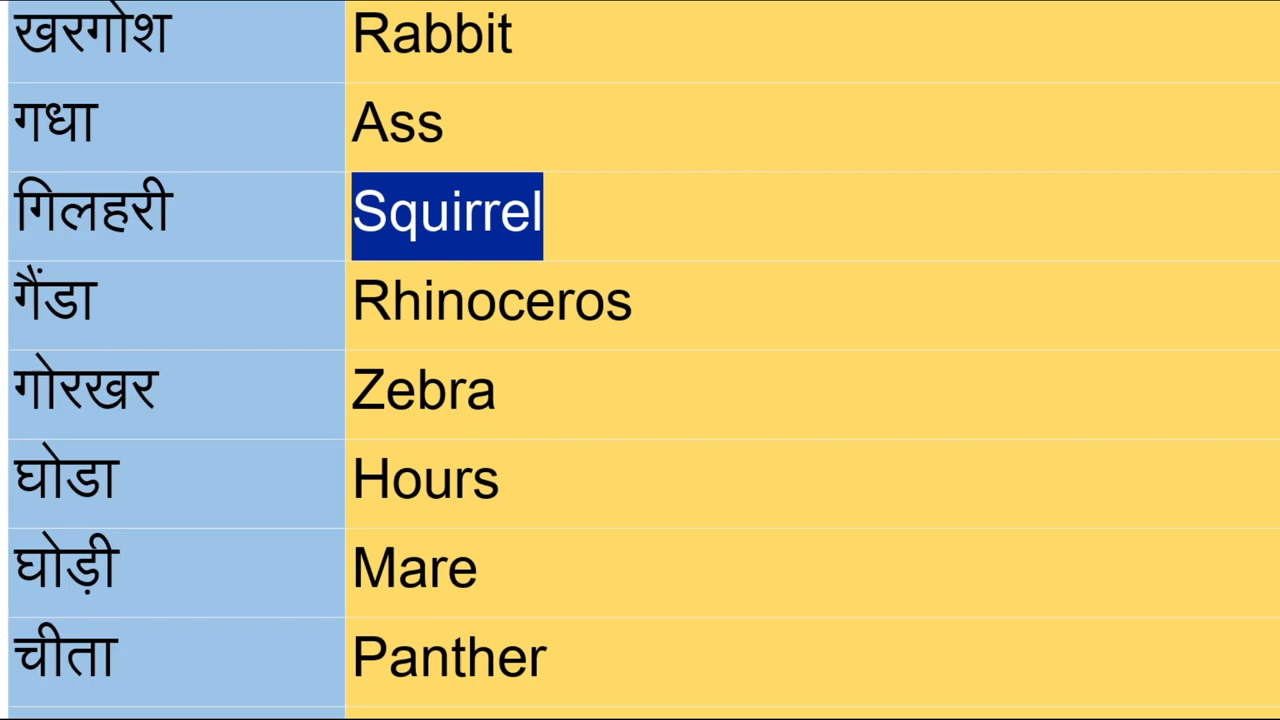 खरगोश Rabbit
गधा Ass
गिलहरी Squirrel
गैंडा Rhinoceros
गोरखर Zebra
घोडा Hours
घोड़ी Mare
चीता Panther